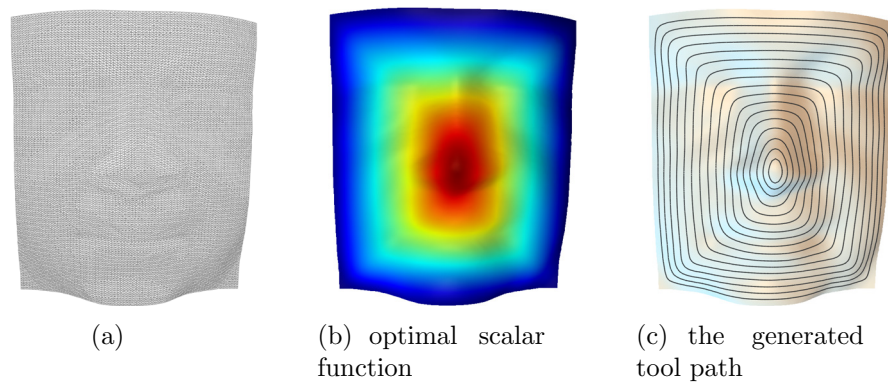 (a)
(b) optimal scalar
function
(c) the generated
tool path